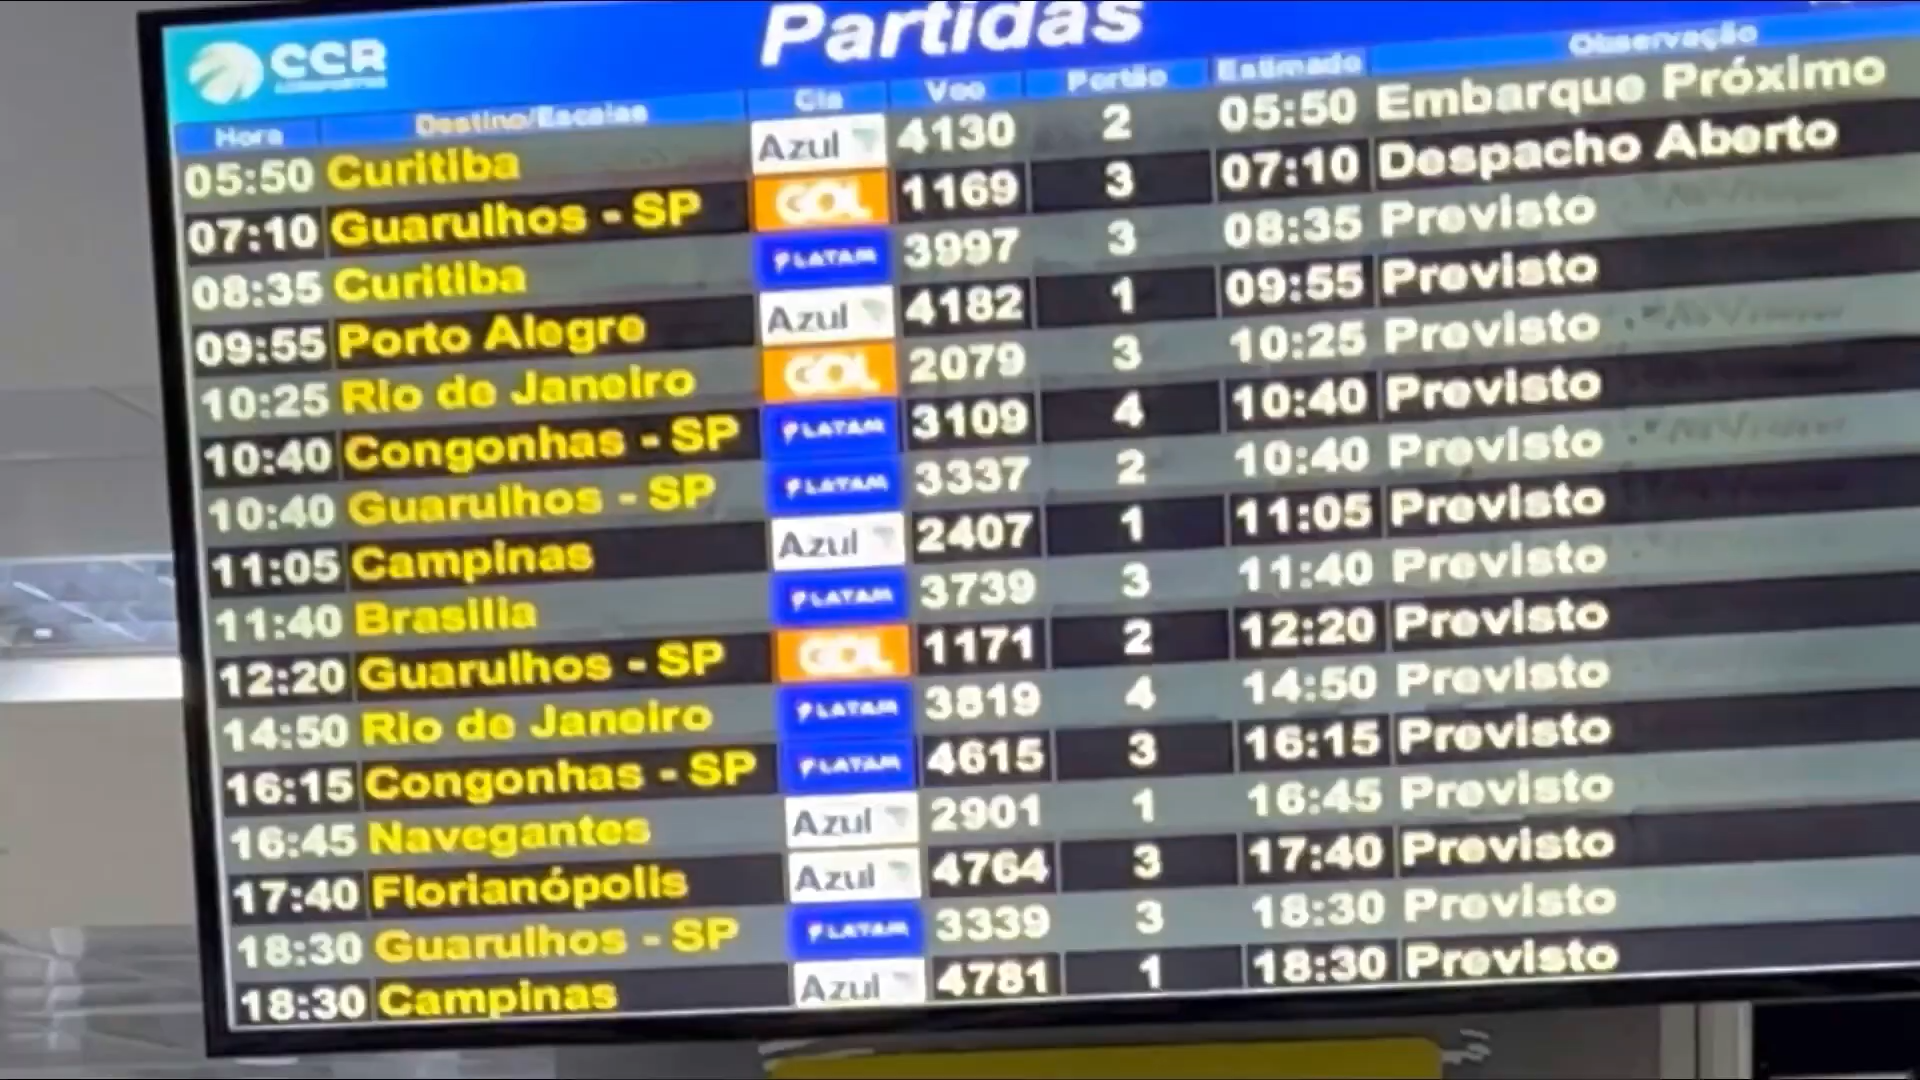 CCR
AEROPORTOS
Partidas
Hora Destino/Escalas Cia Voo Portão Estimado Observação
05:50 Curitiba Azul 4130 2 05:50 Embarque Próximo
07:10 Guarulhos - SP GOL 1169 3 07:10 Despacho Aberto
08:35 Curitiba LATAM 3997 3 08:35 Previsto
09:55 Porto Alegre Azul 4182 1 09:55 Previsto
10:25 Rio de Janeiro GOL 2079 3 10:25 Previsto
10:40 Congonhas - SP LATAM 3109 4 10:40 Previsto
10:40 Guarulhos - SP LATAM 3337 2 10:40 Previsto
11:05 Campinas Azul 2407 1 11:05 Previsto
11:40 Brasilia LATAM 3739 3 11:40 Previsto
12:20 Guarulhos - SP GOL 1171 2 12:20 Previsto
14:50 Rio de Janeiro LATAM 3819 4 14:50 Previsto
16:15 Congonhas - SP LATAM 4615 3 16:15 Previsto
16:45 Navegantes Azul 2901 1 16:45 Previsto
17:40 Florianópolis Azul 4764 3 17:40 Previsto
18:30 Guarulhos - SP LATAM 3339 3 18:30 Previsto
18:30 Campinas Azul 4781 1 18:30 Previsto